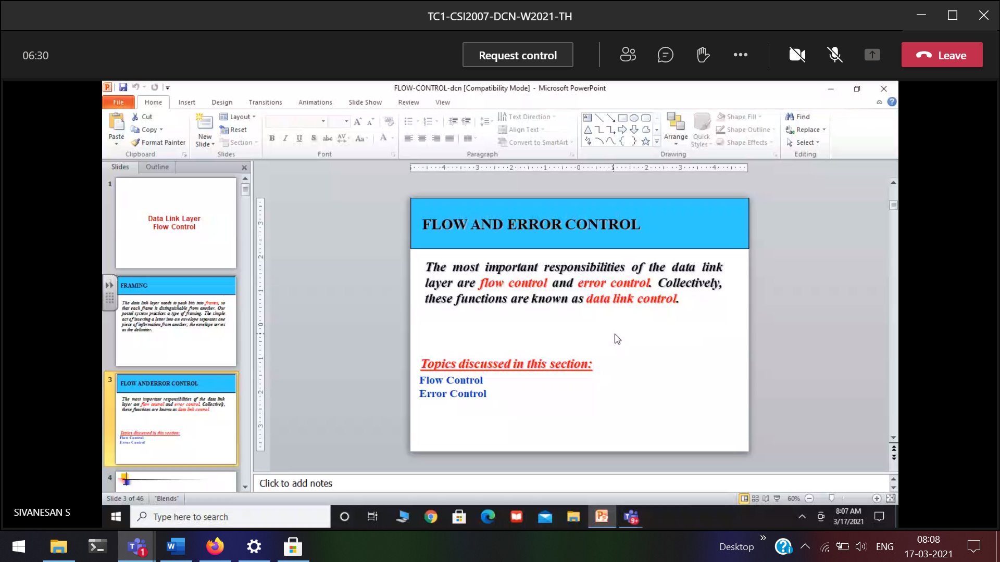 TC1-CSI2007-DCN-W2021-TH
06:30
Request control
Leave
FLOW-CONTROL-dcn [Compatibility Mode] - Microsoft PowerPoint
File Home Insert Design Transitions Animations Slide Show Review View
Paste
Cut
Copy
Format Painter
Clipboard
New
Slide
Layout
Reset
Section
Slides
B I U S abc AV Aa A
Font
Text Direction
Align Text
Convert to SmartArt
Paragraph
Arrange
Quick
Styles
Shape Fill
Shape Outline
Shape Effects
Drawing
Find
Replace
Select
Editing
Slides Outline
1
Data Link Layer
Flow Control
FRAMING
The data link layer needs to pack bits into frames, so
that each frame is distinguishable from another. Our
postal system practices a type of framing. The simple
act of inserting a letter into an envelope separates one
piece of information from another; the envelope serves
as the delimiter.
3
FLOW AND ERROR CONTROL
The most important responsibilities of the data link
layer are flow control and error control. Collectively,
these functions are known as data link control.
Topics discussed in this section:
Flow Control
Error Control
4
FLOW AND ERROR CONTROL
The most important responsibilities of the data link
layer are flow control and error control. Collectively,
these functions are known as data link control.
Topics discussed in this section:
Flow Control
Error Control
Click to add notes
Slide 3 of 46 "Blends" 60%
SIVANESAN S
Type here to search
9+
8:07 AM
3/17/2021
1
Desktop
ENG
08:08
17-03-2021